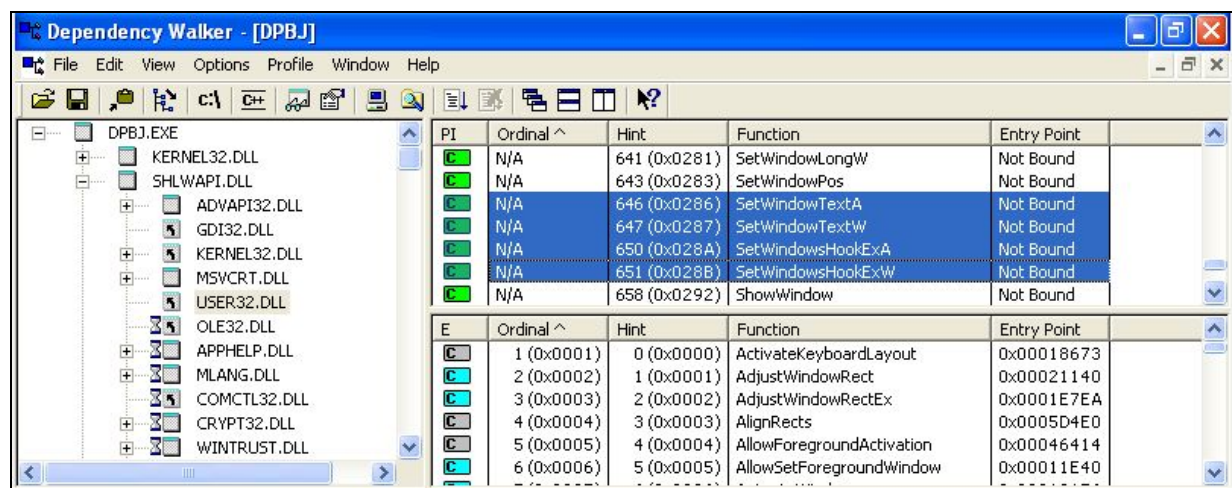 Dependency Walker - [DPBJ]
File Edit View Options Profile Window Help
C:\ C++
DPBJ.EXE
KERNEL32.DLL
SHLWAPI.DLL
ADVAPI32.DLL
GDI32.DLL
KERNEL32.DLL
MSVCRT.DLL
USER32.DLL
OLE32.DLL
APPHELP.DLL
MLANG.DLL
COMCTL32.DLL
CRYPT32.DLL
WINTRUST.DLL
PI Ordinal ^ Hint Function Entry Point
C N/A 641 (0x0281) SetWindowLongW Not Bound
C N/A 643 (0x0283) SetWindowPos Not Bound
C N/A 646 (0x0286) SetWindowTextA Not Bound
C N/A 647 (0x0287) SetWindowTextW Not Bound
C N/A 650 (0x028A) SetWindowsHookExA Not Bound
C N/A 651 (0x028B) SetWindowsHookExW Not Bound
C N/A 658 (0x0292) ShowWindow Not Bound
E Ordinal ^ Hint Function Entry Point
C 1 (0x0001) 0 (0x0000) ActivateKeyboardLayout 0x00018673
C 2 (0x0002) 1 (0x0001) AdjustWindowRect 0x00021140
C 3 (0x0003) 2 (0x0002) AdjustWindowRectEx 0x0001E7EA
C 4 (0x0004) 3 (0x0003) AlignRects 0x0005D4E0
C 5 (0x0005) 4 (0x0004) AllowForegroundActivation 0x00046414
C 6 (0x0006) 5 (0x0005) AllowSetForegroundWindow 0x00011E40